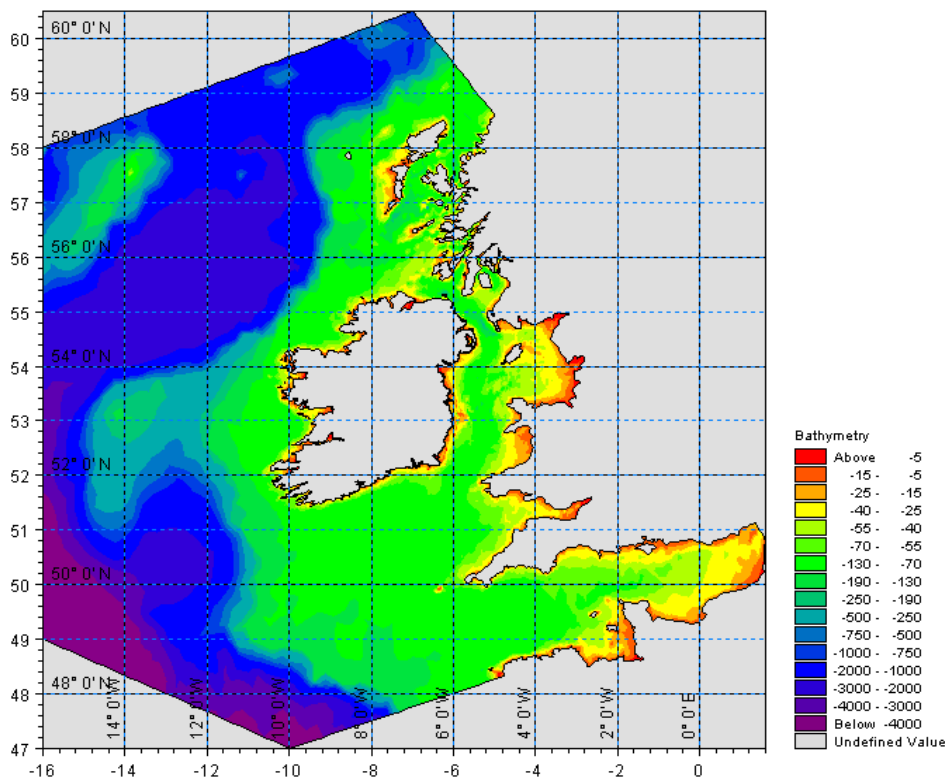 60
59
58
57
56
55
54
53
52
51
50
49
48
47
60° 0' N
58° 0' N
56° 0' N
54° 0' N
52° 0' N
50° 0' N
48° 0' N
14° 0' W
12° 0' W
10° 0' W
8° 0' W
6° 0' W
4° 0' W
2° 0' W
0° 0' E
-16 -14 -12 -10 -8 -6 -4 -2 0
Bathymetry
Above -5
-15 - -5
-25 - -15
-40 - -25
-55 - -40
-70 - -55
-130 - -70
-190 - -130
-250 - -190
-500 - -250
-750 - -500
-1000 - -750
-2000 - -1000
-3000 - -2000
-4000 - -3000
Below -4000
Undefined Value